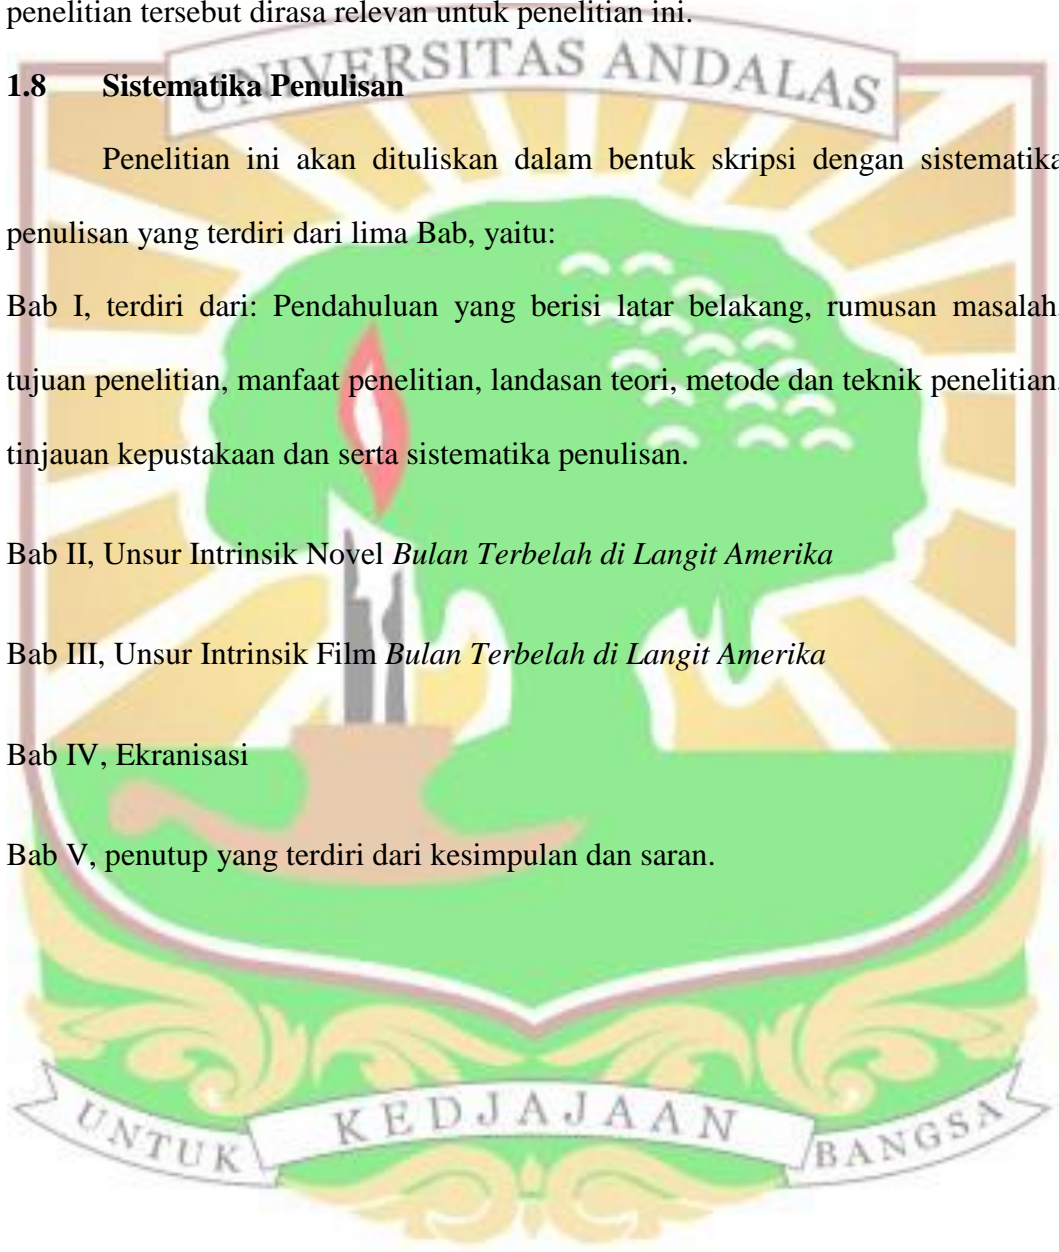 penelitian tersebut dirasa relevan untuk penelitian ini.
UNIVERSITAS ANDALAS
1.8 Sistematika Penulisan
Penelitian ini akan dituliskan dalam bentuk skripsi dengan sistematika
penulisan yang terdiri dari lima Bab, yaitu:
Bab I, terdiri dari: Pendahuluan yang berisi latar belakang, rumusan masalah,
tujuan penelitian, manfaat penelitian, landasan teori, metode dan teknik penelitian,
tinjauan kepustakaan dan serta sistematika penulisan.
Bab II, Unsur Intrinsik Novel Bulan Terbelah di Langit Amerika
Bab III, Unsur Intrinsik Film Bulan Terbelah di Langit Amerika
Bab IV, Ekranisasi
Bab V, penutup yang terdiri dari kesimpulan dan saran.
UNTUK KEDJAJAAN BANGSA